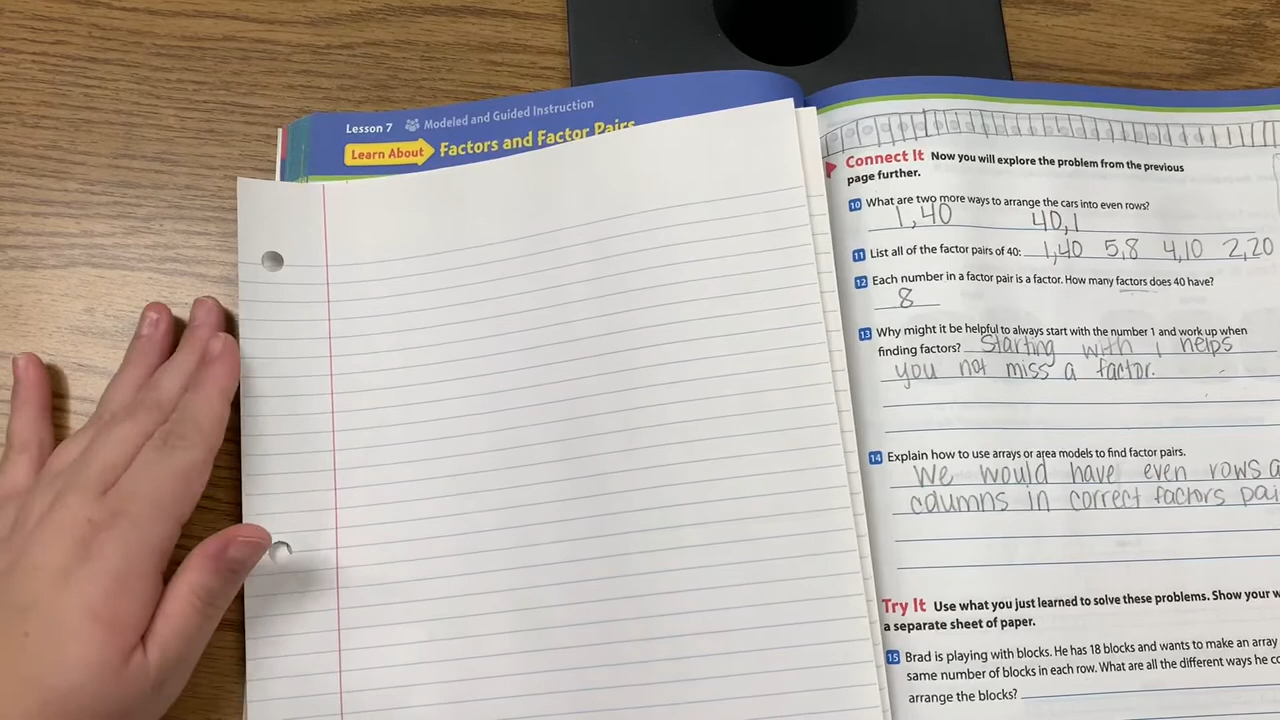 Lesson 7 Modeled and Guided Instruction
Learn About Factors and Factor Pairs
Connect It Now you will explore the problem from the previous
page further.
10 What are two more ways to arrange the cars into even rows?
1,40 40,1
11 List all of the factor pairs of 40: 1,40 5,8 4,10 2,20
12 Each number in a factor pair is a factor. How many factors does 40 have?
8
13 Why might it be helpful to always start with the number 1 and work up when
finding factors? Starting with 1 helps
you not miss a factor.
14 Explain how to use arrays or area models to find factor pairs.
We would have even rows
caumns in correct factors
Try It Use what you just learned to solve these problems. Show your
a separate sheet of paper.
15 Brad is playing with blocks. He has 18 blocks and wants to make an array
same number of blocks in each row. What are all the different ways he
arrange the blocks?